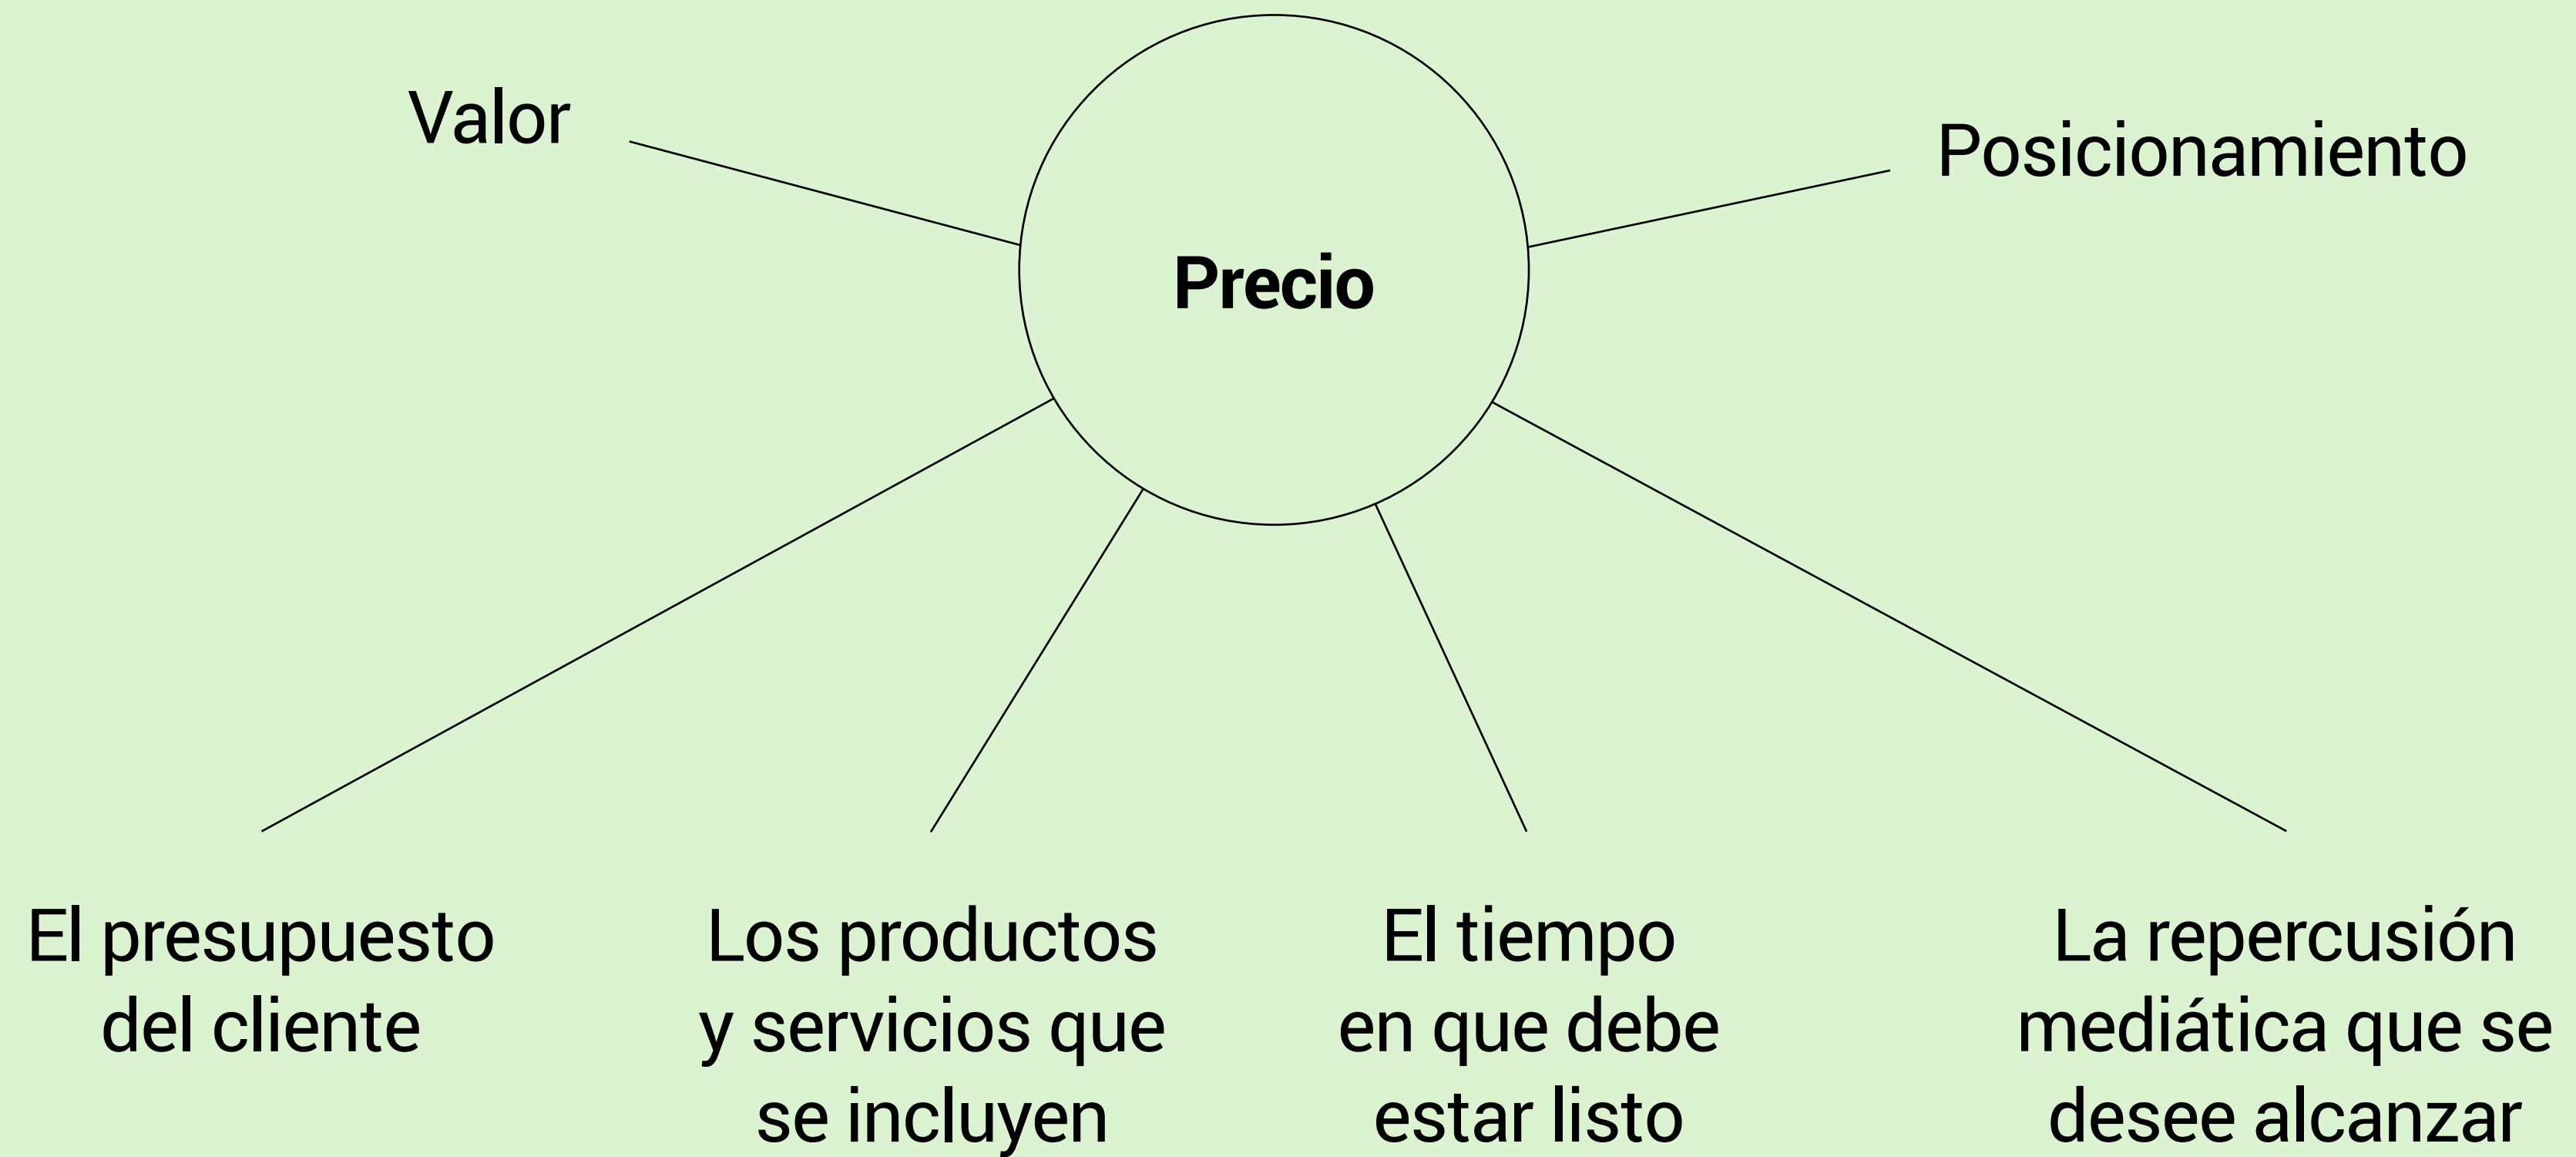 Valor
Posicionamiento
Precio
El presupuesto
del cliente
Los productos
y servicios que
se incluyen
El tiempo
en que debe
estar listo
La repercusión
mediática que se
desee alcanzar